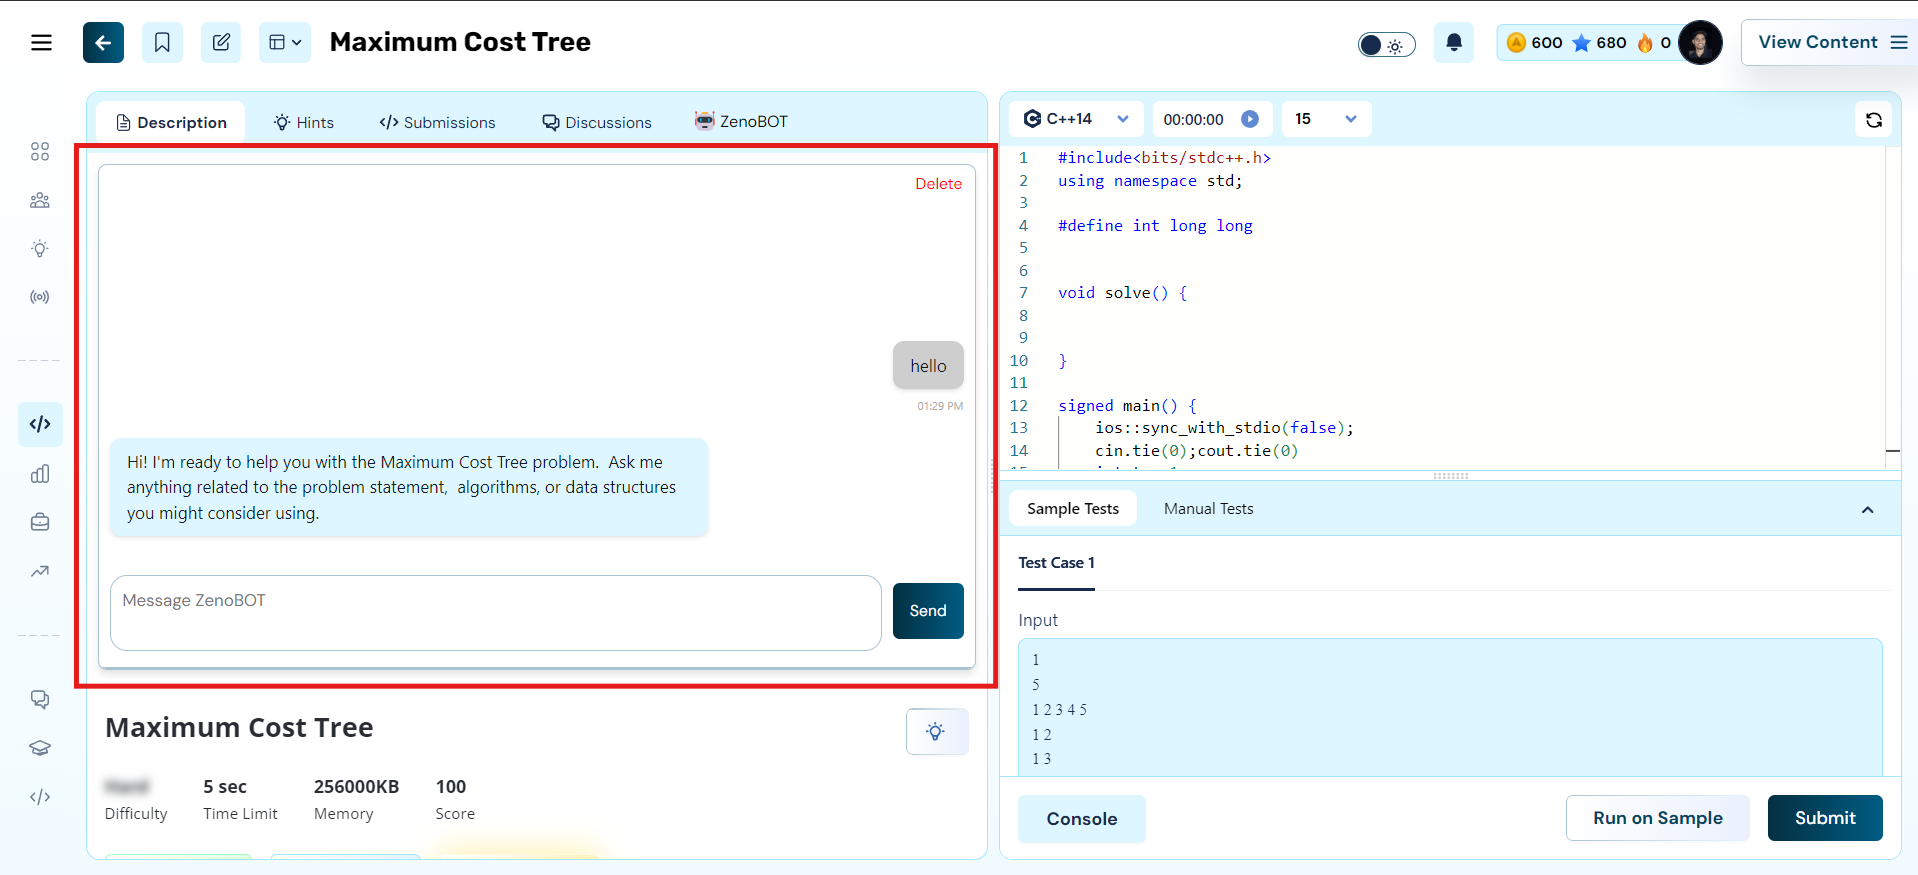 Maximum Cost Tree
600
680
0
View Content
Description
Hints
Submissions
Discussions
ZenoBOT
Delete
hello
01:29 PM
Hi! I'm ready to help you with the Maximum Cost Tree problem.  Ask me
anything related to the problem statement,  algorithms, or data structures
you might consider using.
Message ZenoBOT
Send
Maximum Cost Tree
5 sec
256000KB
100
Difficulty
Time Limit
Memory
Score
C++14
00:00:00
15
1 #include<bits/stdc++.h>
2 using namespace std;
3
4 #define int long long
5
6
7 void solve() {
8
9
10 }
11
12 signed main() {
13 ios::sync_with_stdio(false);
14 cin.tie(0);cout.tie(0)
Sample Tests
Manual Tests
Test Case 1
Input
1
5
1 2 3 4 5
1 2
1 3
Console
Run on Sample
Submit